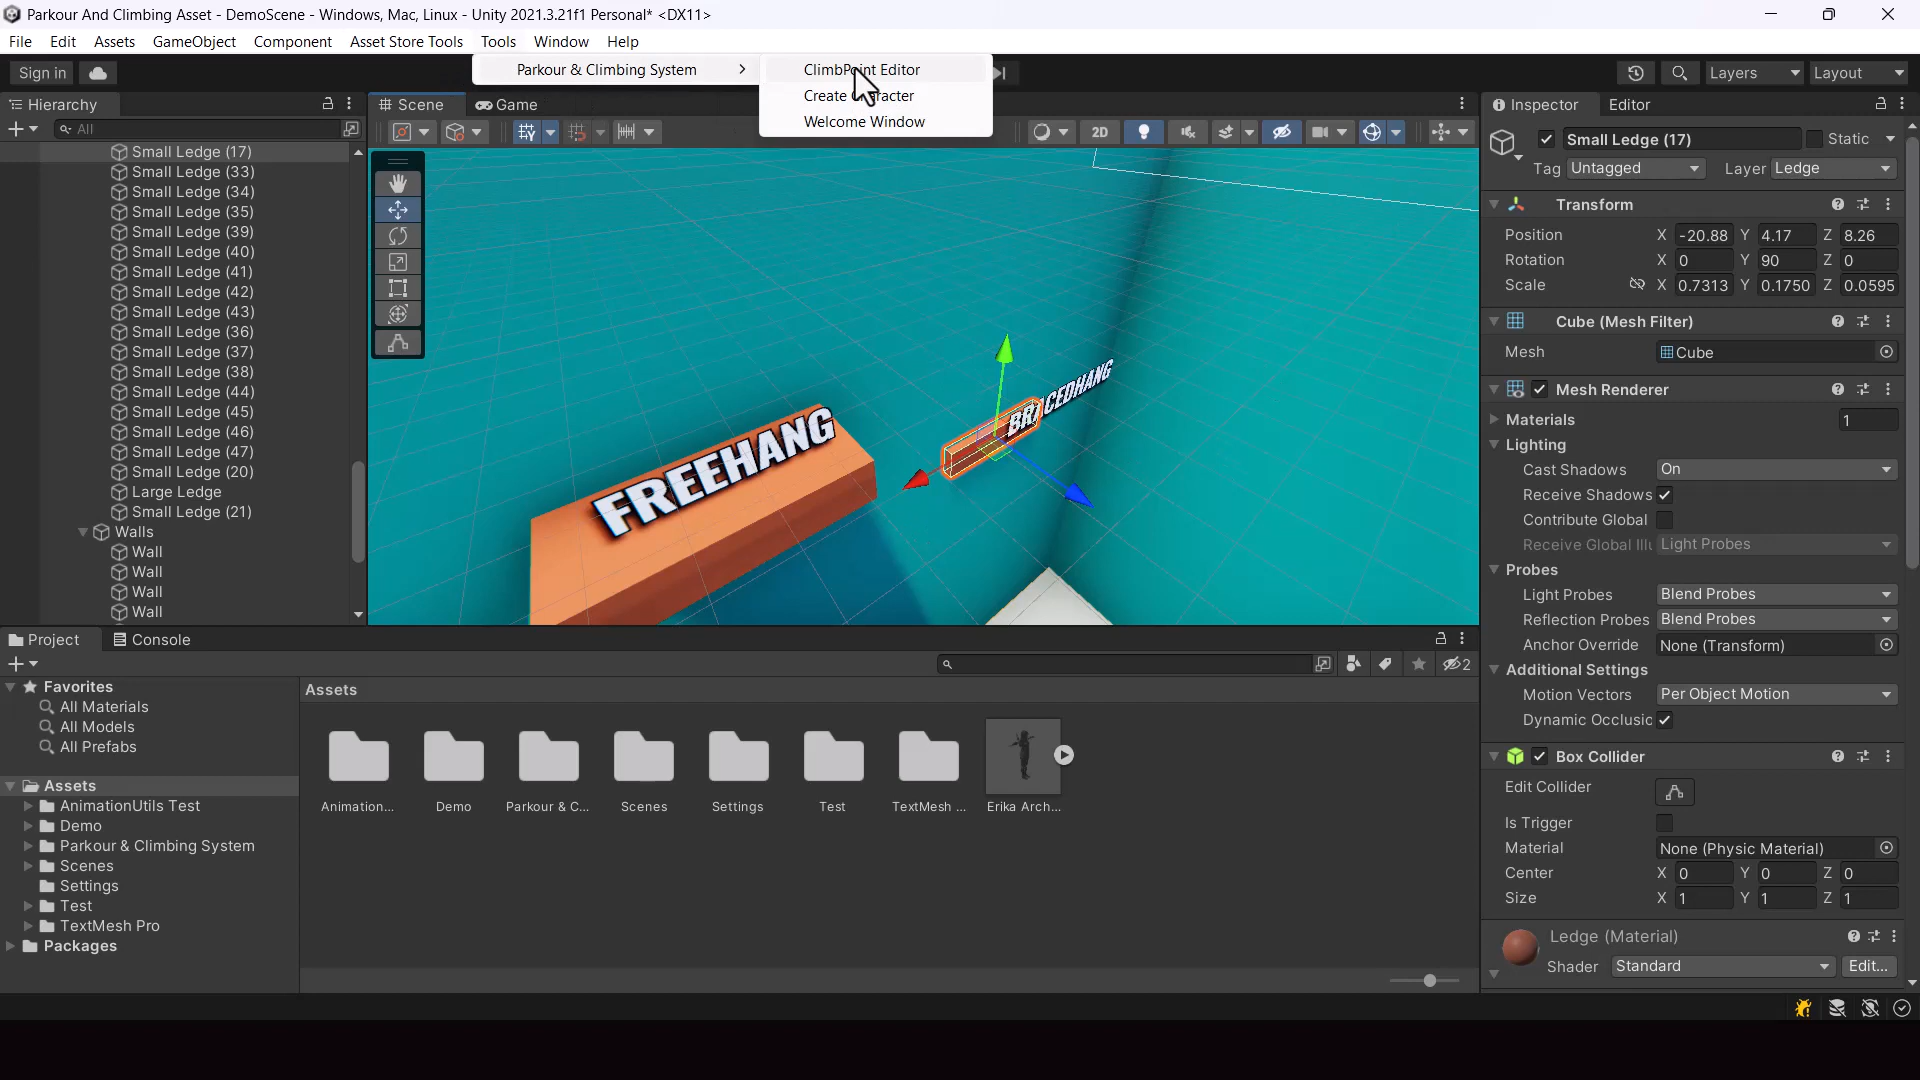 Parkour And Climbing Asset - DemoScene - Windows, Mac, Linux - Unity 2021.3.21f1 Personal* <DX11>
File Edit Assets GameObject Component Asset Store Tools Tools Window Help
Sign in
Parkour & Climbing System
ClimbPoint Editor
Create Character
Welcome Window
Layers
Layout
Hierarchy
All
Small Ledge (17)
Small Ledge (33)
Small Ledge (34)
Small Ledge (35)
Small Ledge (39)
Small Ledge (40)
Small Ledge (41)
Small Ledge (42)
Small Ledge (43)
Small Ledge (36)
Small Ledge (37)
Small Ledge (38)
Small Ledge (44)
Small Ledge (45)
Small Ledge (46)
Small Ledge (47)
Small Ledge (20)
Large Ledge
Small Ledge (21)
Walls
Wall
Wall
Wall
Wall
Scene Game
2D
FREEHANG
BRACEDHANG
Inspector Editor
Small Ledge (17) Static
Tag Untagged Layer Ledge
Transform
Position X -20.88 Y 4.17 Z 8.26
Rotation X 0 Y 90 Z 0
Scale X 0.7313 Y 0.1750 Z 0.0595
Cube (Mesh Filter)
Mesh Cube
Mesh Renderer
Materials 1
Lighting
Cast Shadows On
Receive Shadows
Contribute Global
Receive Global Illu Light Probes
Probes
Light Probes Blend Probes
Reflection Probes Blend Probes
Anchor Override None (Transform)
Additional Settings
Motion Vectors Per Object Motion
Dynamic Occlusic
Box Collider
Edit Collider
Is Trigger
Material None (Physic Material)
Center X 0 Y 0 Z 0
Size X 1 Y 1 Z 1
Ledge (Material)
Shader Standard Edit...
Project Console
2
Favorites
All Materials
All Models
All Prefabs
Assets
AnimationUtils Test
Demo
Parkour & Climbing System
Scenes
Settings
Test
TextMesh Pro
Packages
Assets
Animation... Demo Parkour & C... Scenes Settings Test TextMesh ... Erika Arch...